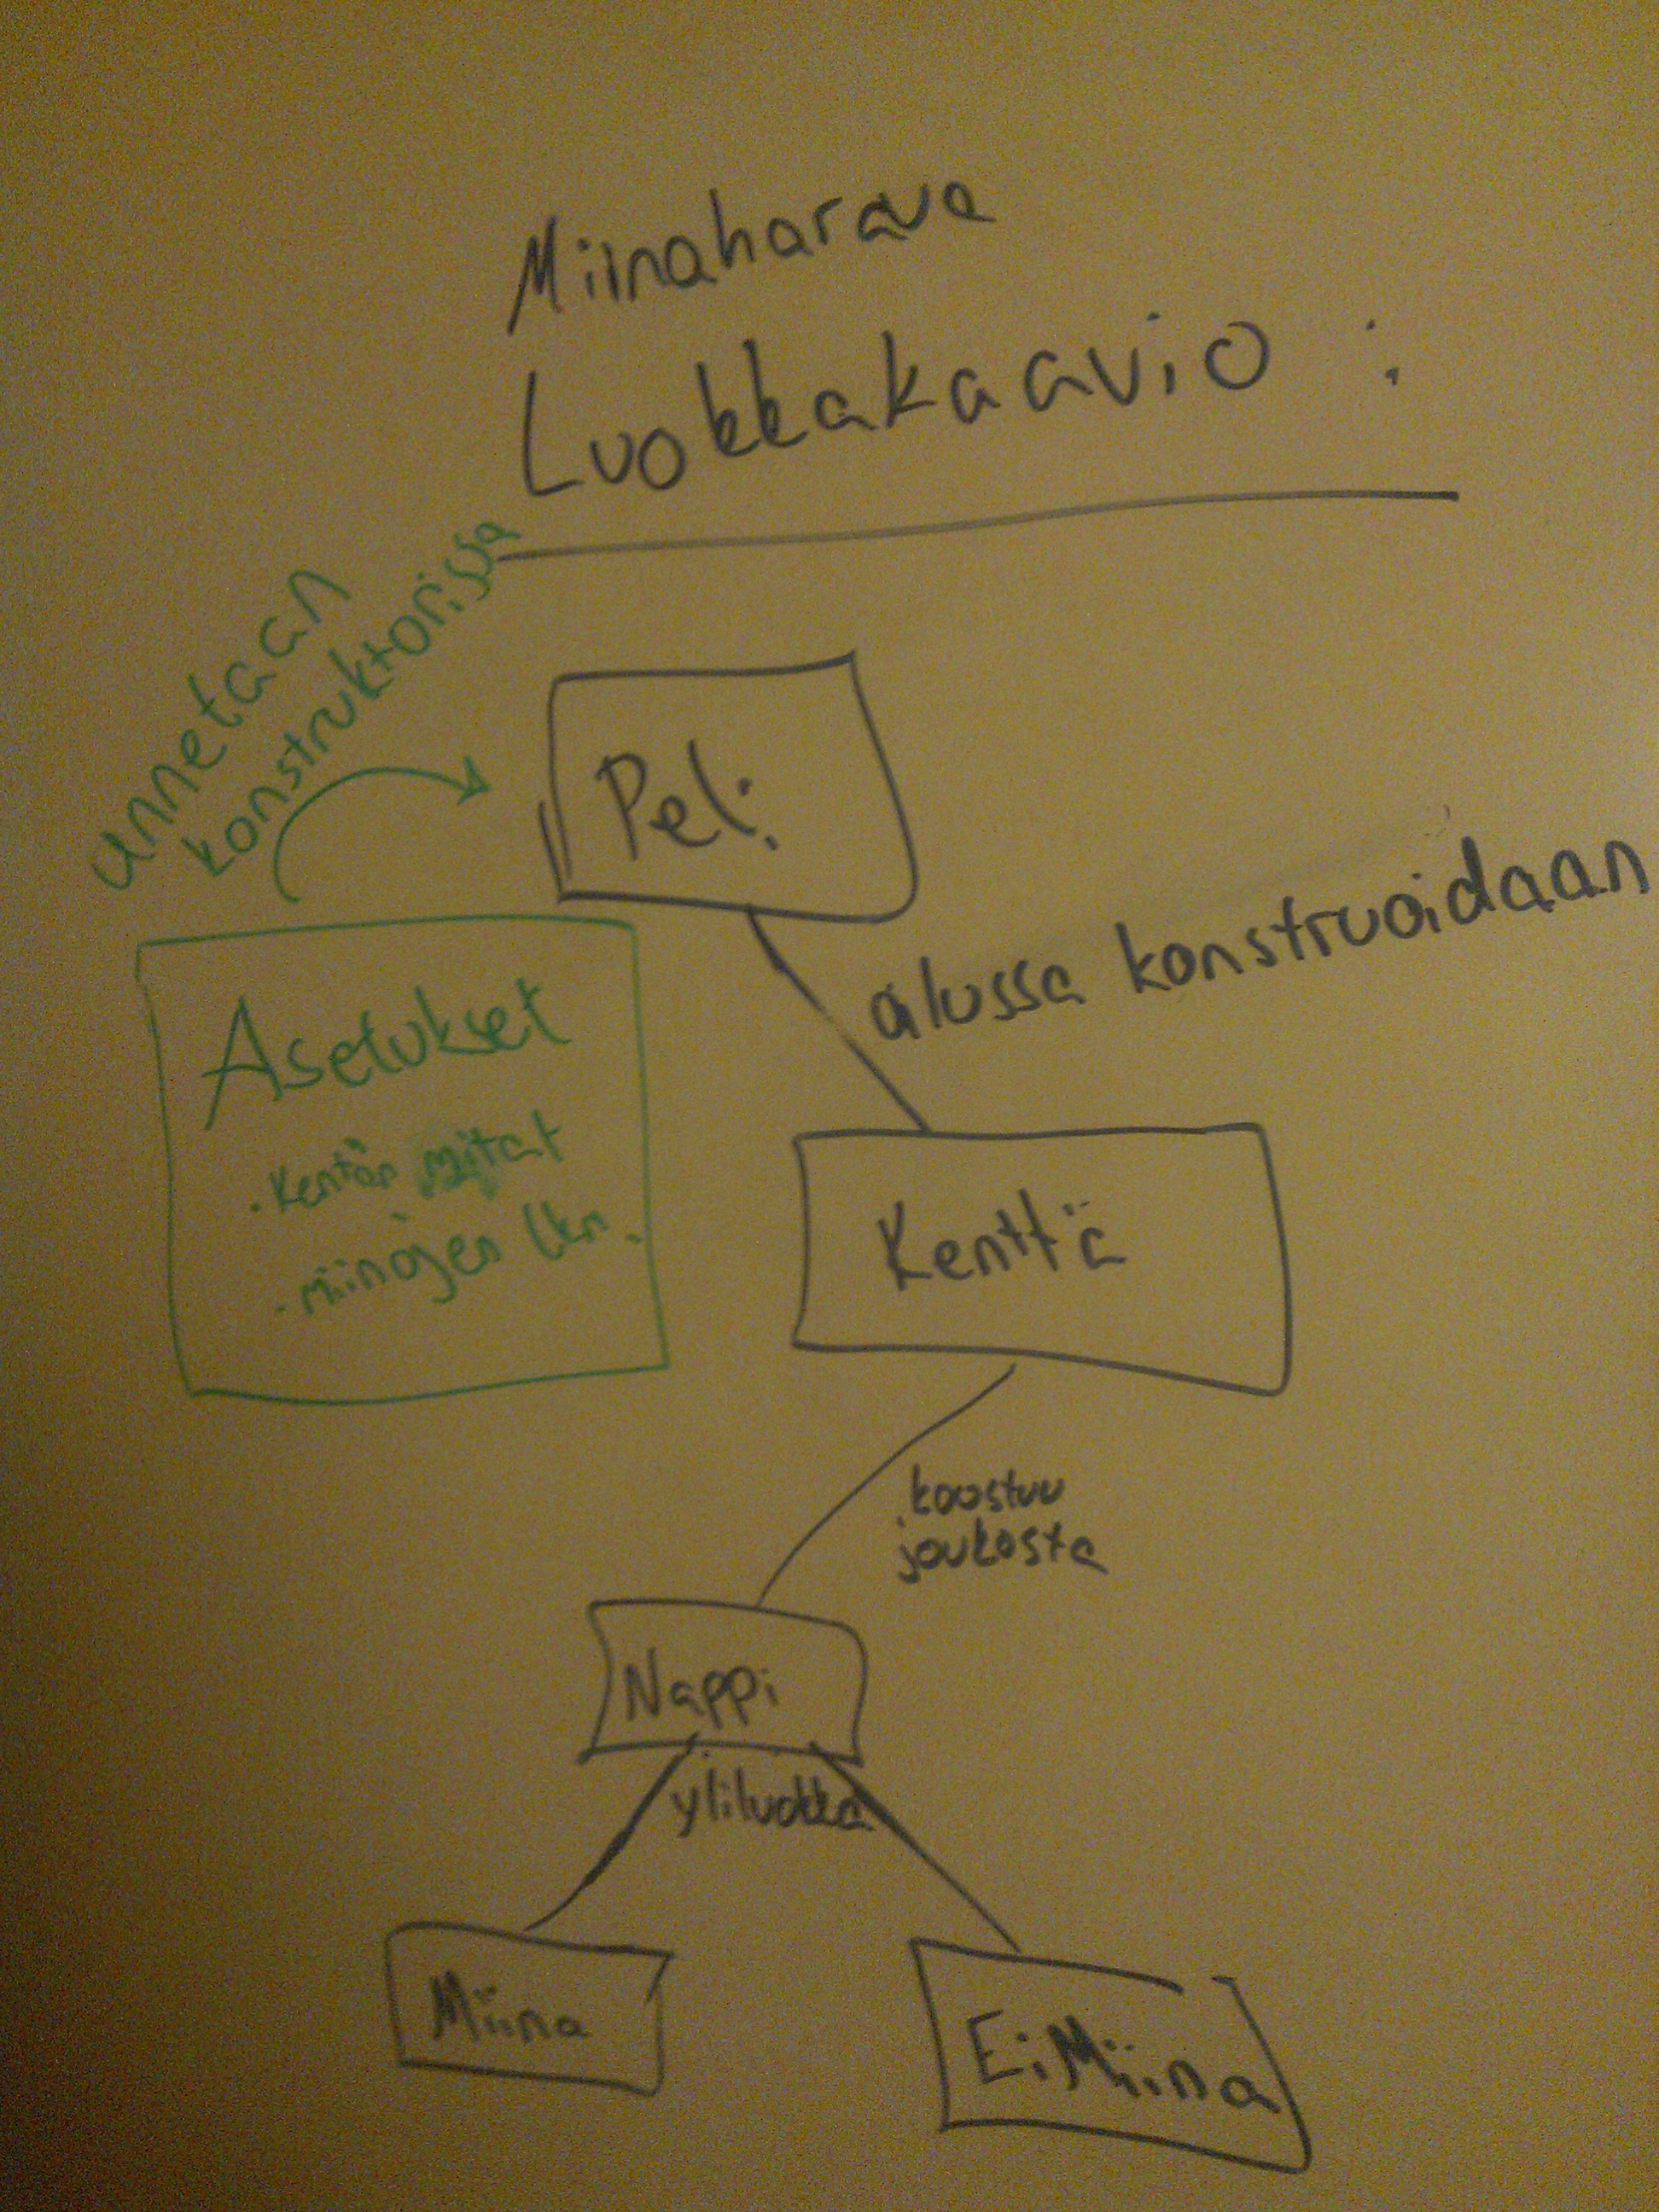 Miinaharava
Luokkakaavio :
annetaan
konstruktorissa
Peli
alussa konstruoidaan
Asetukset
. Kentän mitat
. miinojen lkm.
Kenttä
koostuu
joukosta
Nappi
yliluokka
Miina
EiMiina